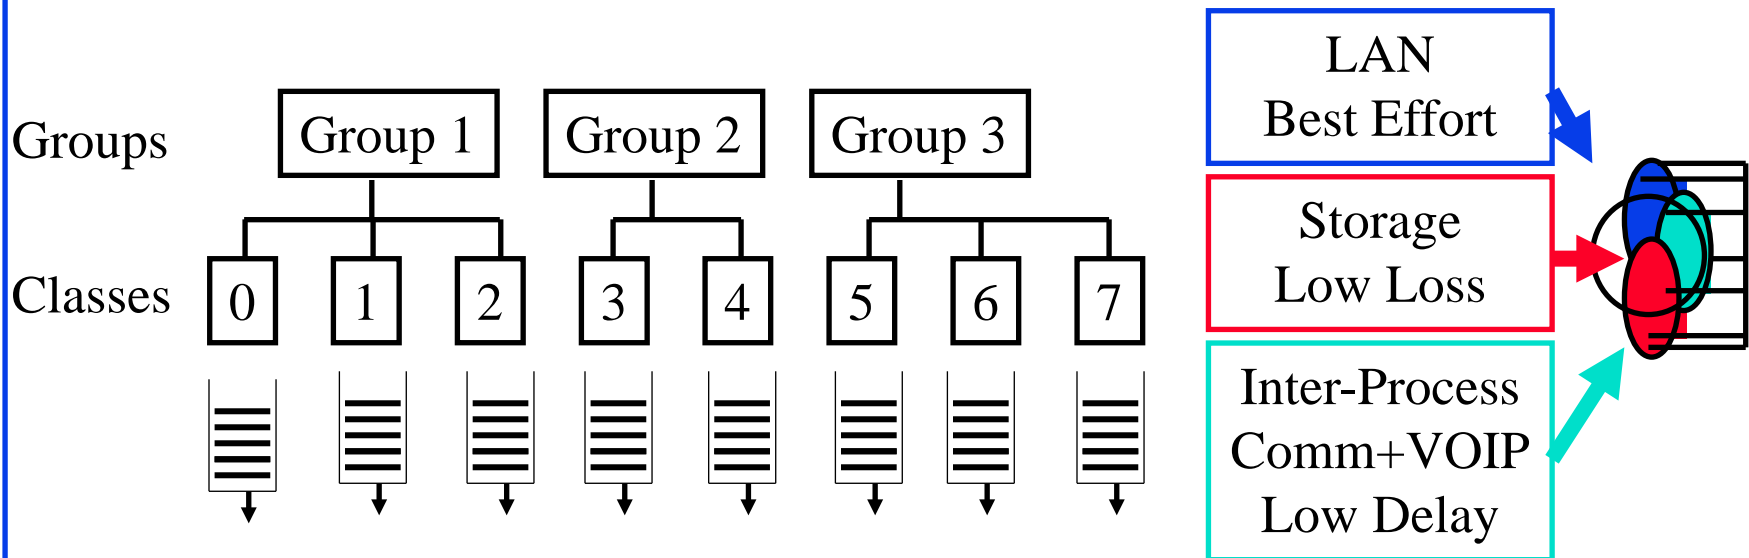 Groups
Group 1
Group 2
Group 3
Classes
0
1
2
3
4
5
6
7
LAN
Best Effort
Storage
Low Loss
Inter-Process
Comm+VOIP
Low Delay